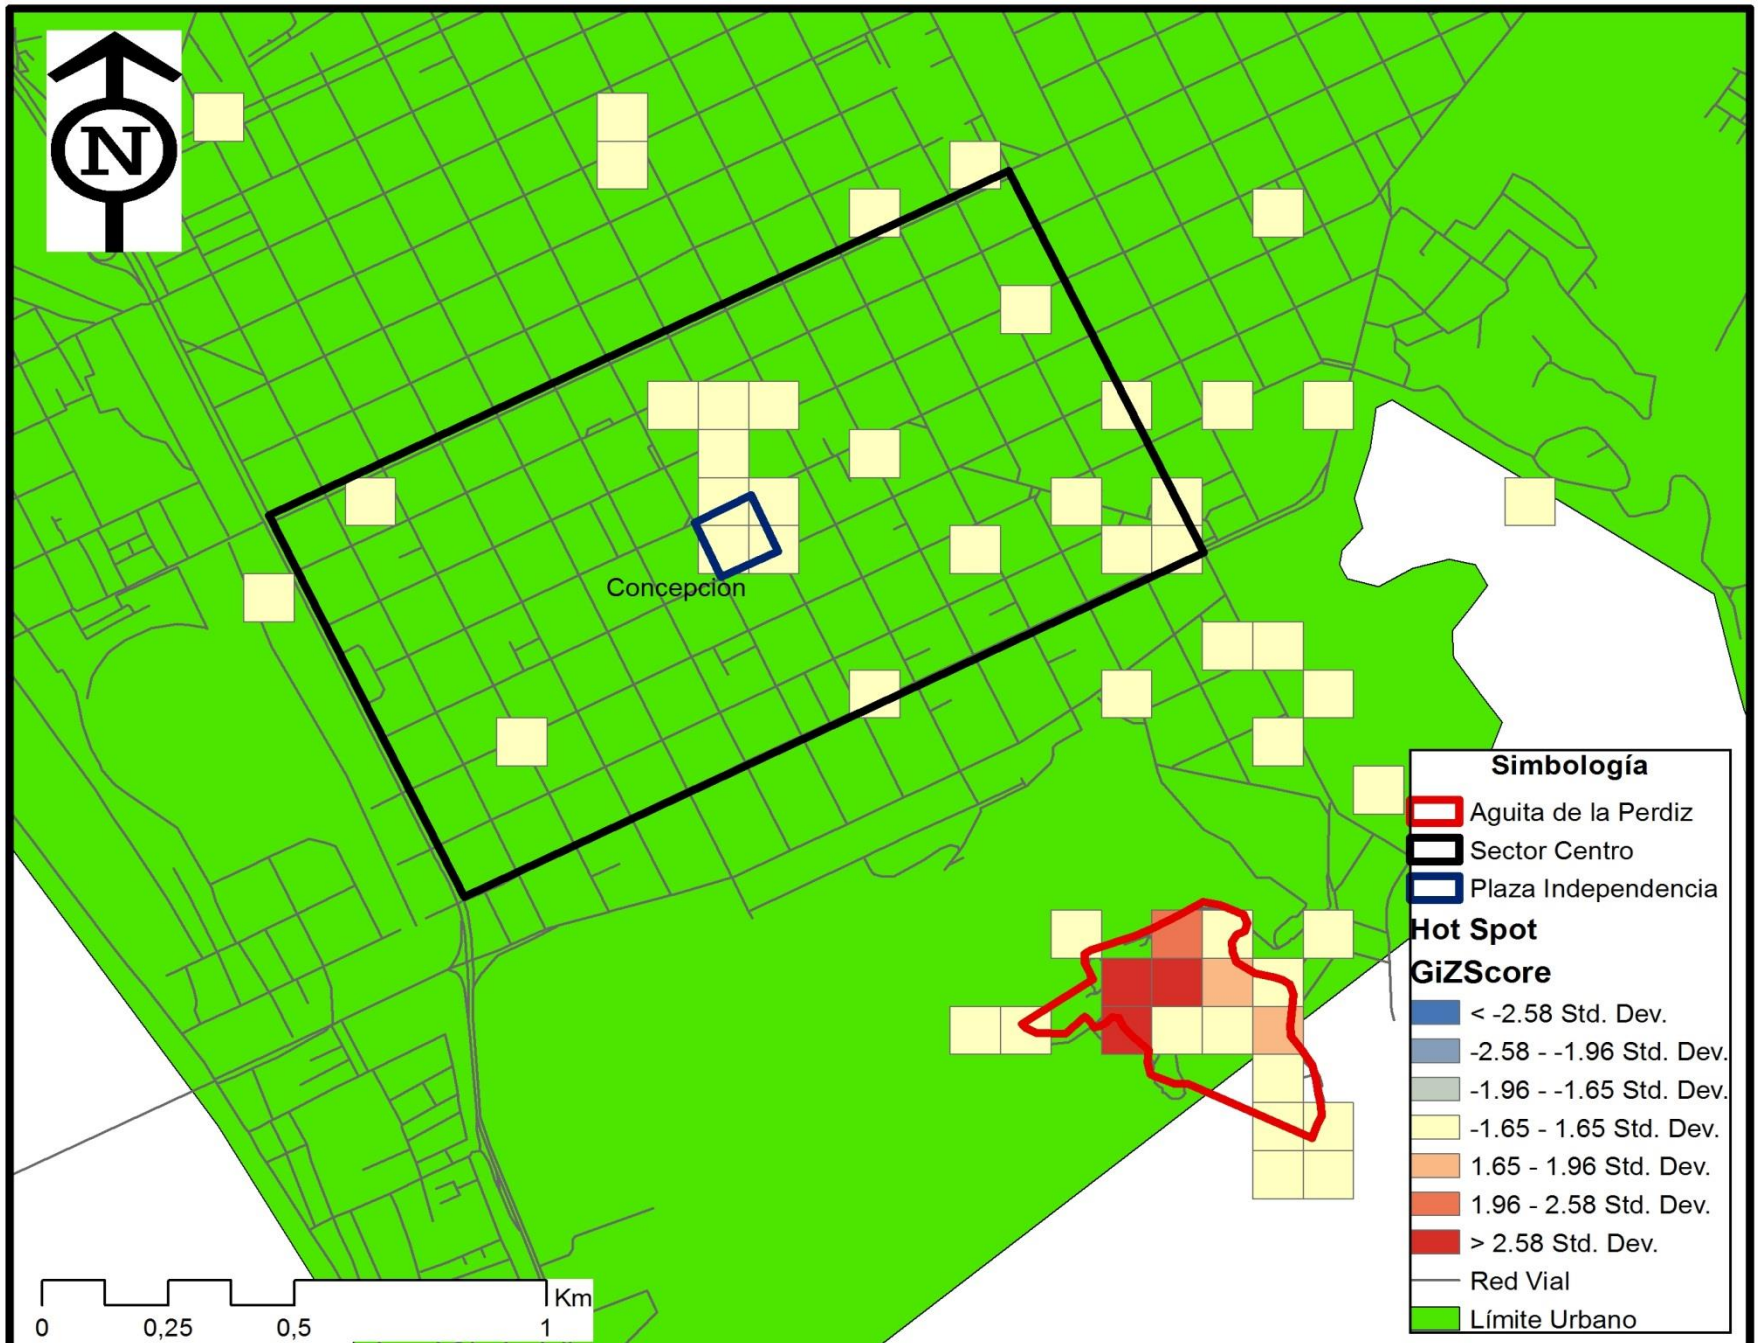 N
Concepción
Simbología
Aguita de la Perdiz
Sector Centro
Plaza Independencia
Hot Spot
GiZScore
< -2.58 Std. Dev.
-2.58 - -1.96 Std. Dev.
-1.96 - -1.65 Std. Dev.
-1.65 - 1.65 Std. Dev.
1.65 - 1.96 Std. Dev.
1.96 - 2.58 Std. Dev.
> 2.58 Std. Dev.
Red Vial
Límite Urbano
Km
0 0,25 0,5 1